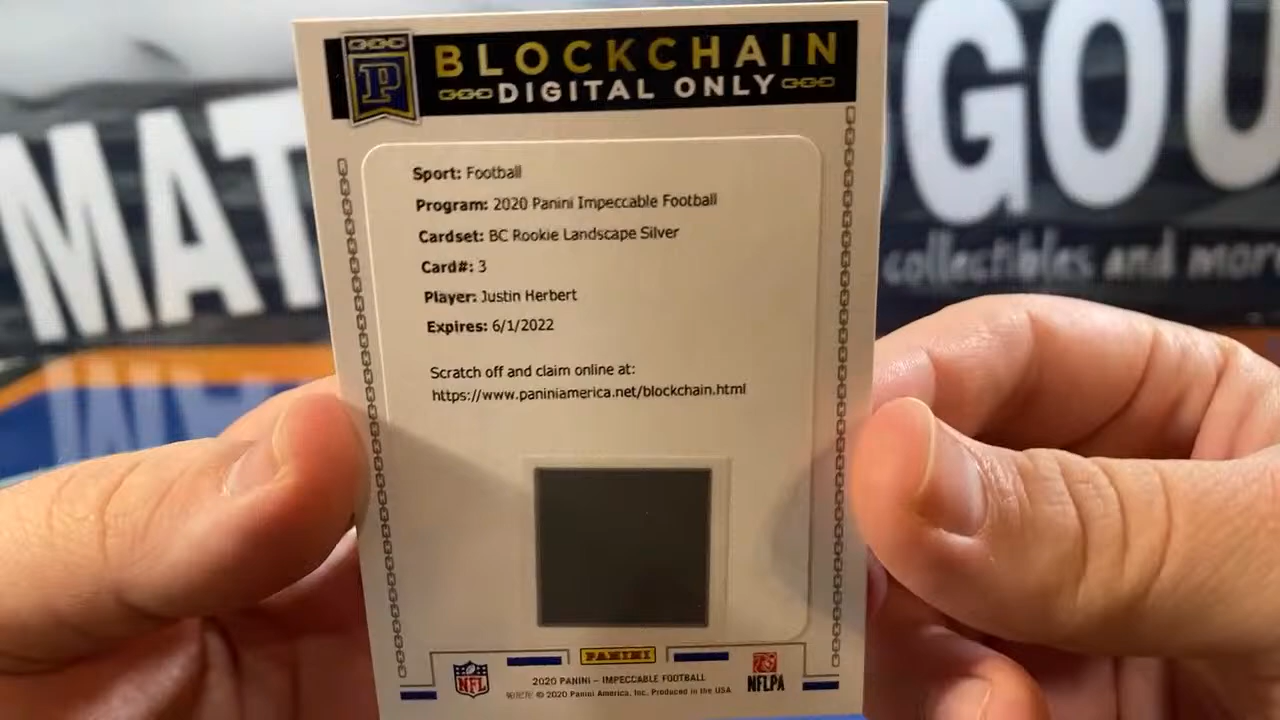 BLOCKCHAIN
DIGITAL ONLY
P
MAT
GOU
collectibles and more
Sport: Football
Program: 2020 Panini Impeccable Football
Cardset: BC Rookie Landscape Silver
Card#: 3
Player: Justin Herbert
Expires: 6/1/2022
Scratch off and claim online at:
https://www.paniniamerica.net/blockchain.html
PANINI
NFL
NFLPA
2020 PANINI – IMPECCABLE FOOTBALL
© 2020 Panini America, Inc. Produced in the USA